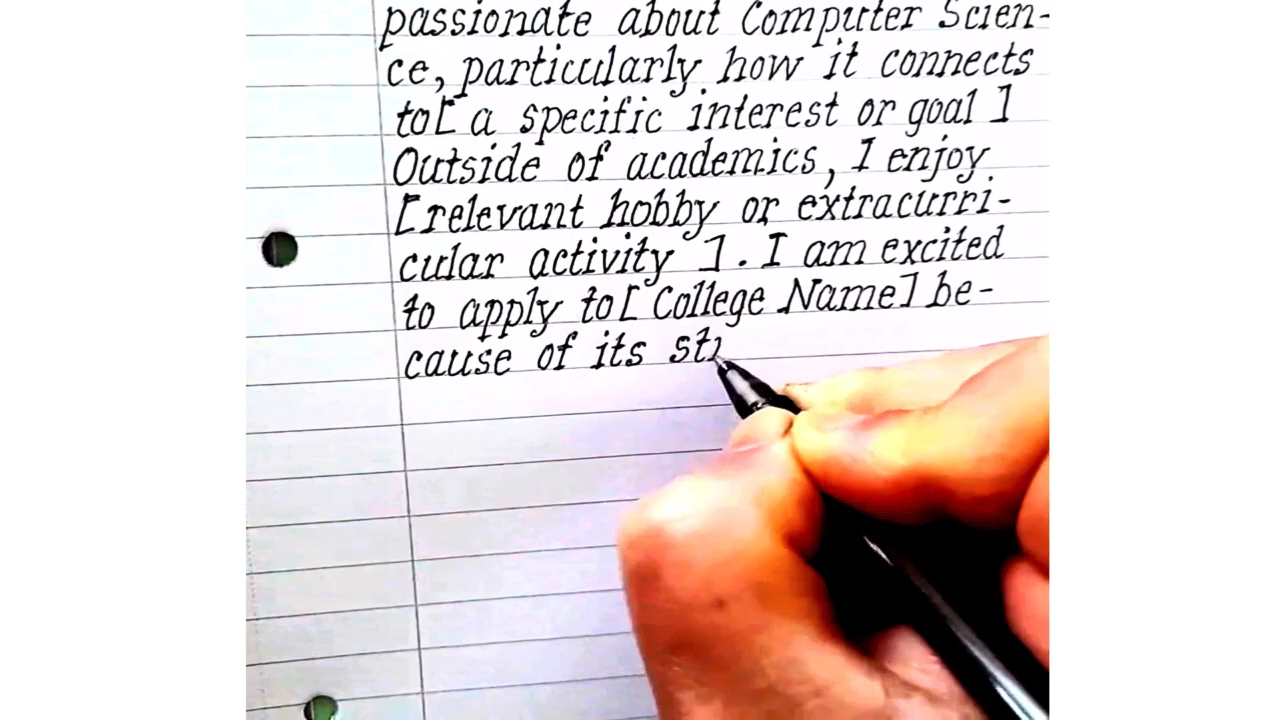 passionate about Computer Scien-
ce, particularly how it connects
to [ a specific interest or goal ]
Outside of academics, I enjoy
[relevant hobby or extracurri-
cular activity ]. I am excited
to apply to [ College Name] be-
cause of its